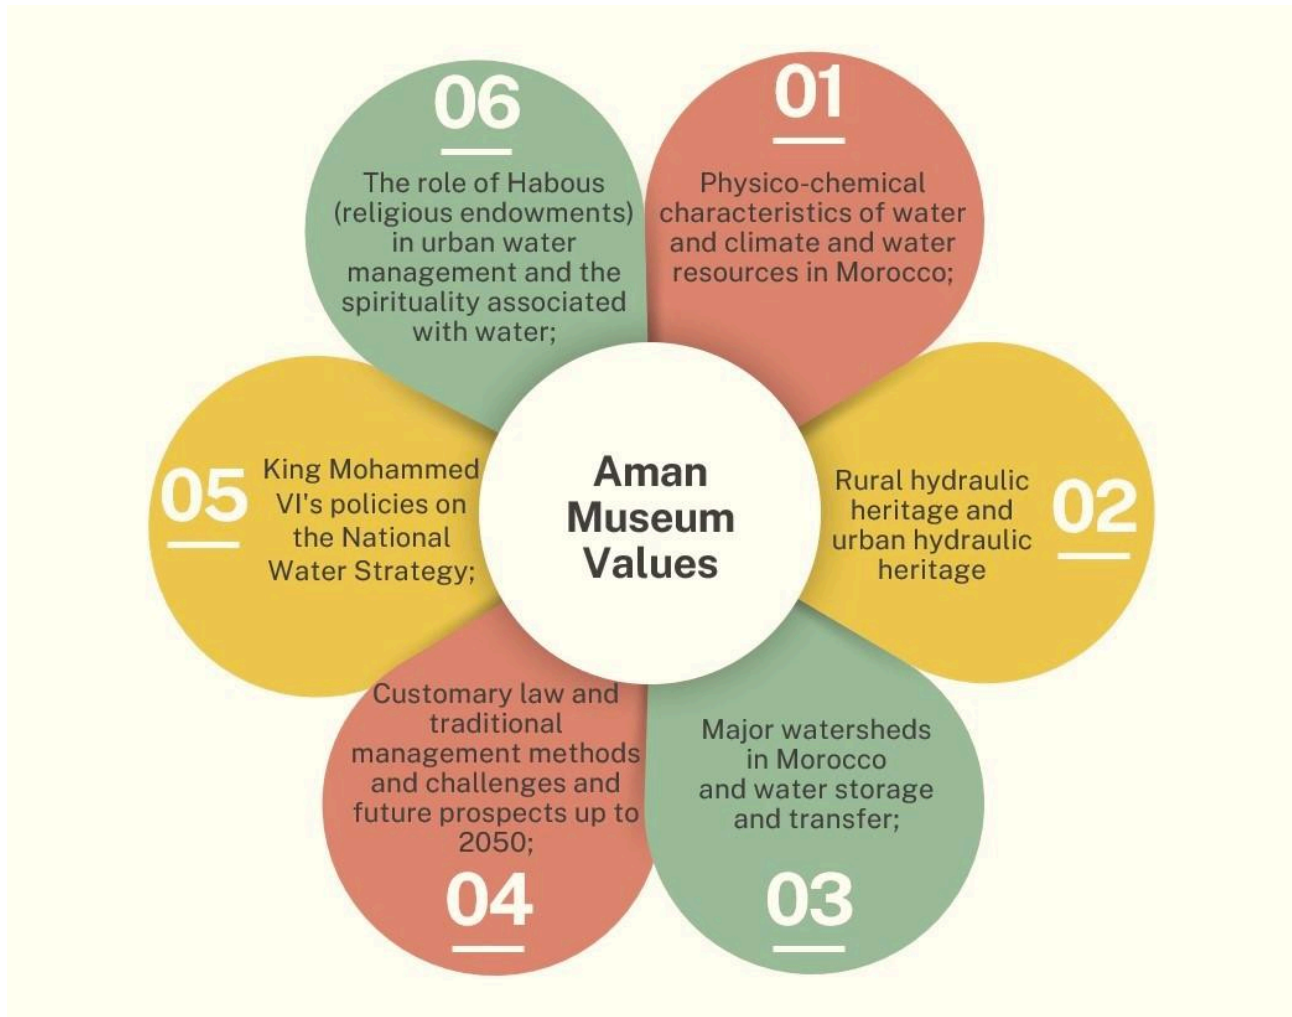 Aman
Museum
Values
01
Physico-chemical
characteristics of water
and climate and water
resources in Morocco;
02
Rural hydraulic
heritage and
urban hydraulic
heritage
03
Major watersheds
in Morocco
and water storage
and transfer;
04
Customary law and
traditional
management methods
and challenges and
future prospects up to
2050;
05
King Mohammed
VI's policies on
the National
Water Strategy;
06
The role of Habous
(religious endowments)
in urban water
management and the
spirituality associated
with water;